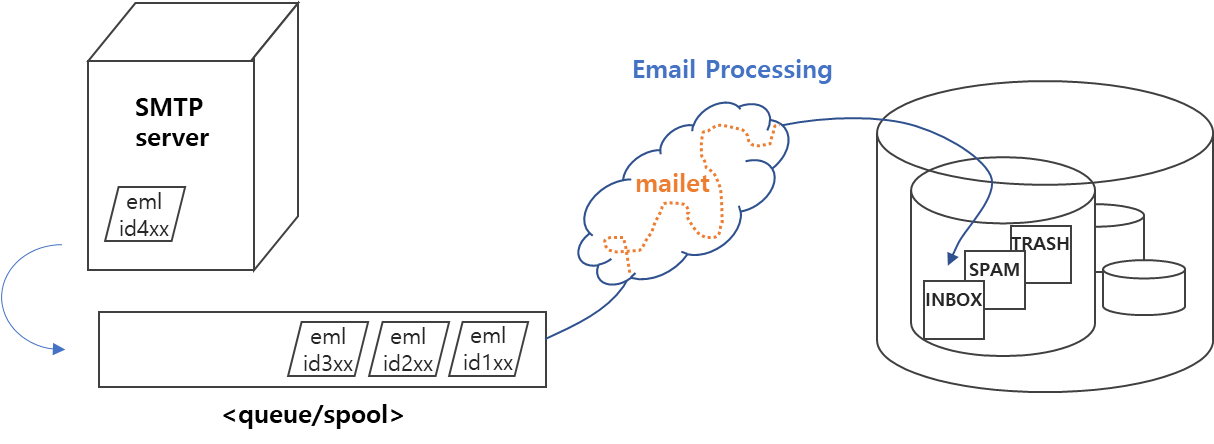 SMTP
server
eml
id4xx
Email Processing
mailet
TRASH
SPAM
INBOX
eml
id3xx
eml
id2xx
eml
id1xx
<queue/spool>